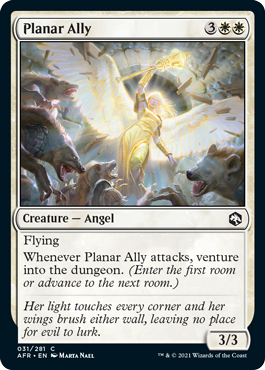 Planar Ally 3
Creature — Angel
Flying
Whenever Planar Ally attacks, venture
into the dungeon. (Enter the first room
or advance to the next room.)
Her light touches every corner and her
wings brush either wall, leaving no place
for evil to lurk.
3/3
031/281 C
AFR • EN Marta Nael
™ & © 2021 Wizards of the Coast